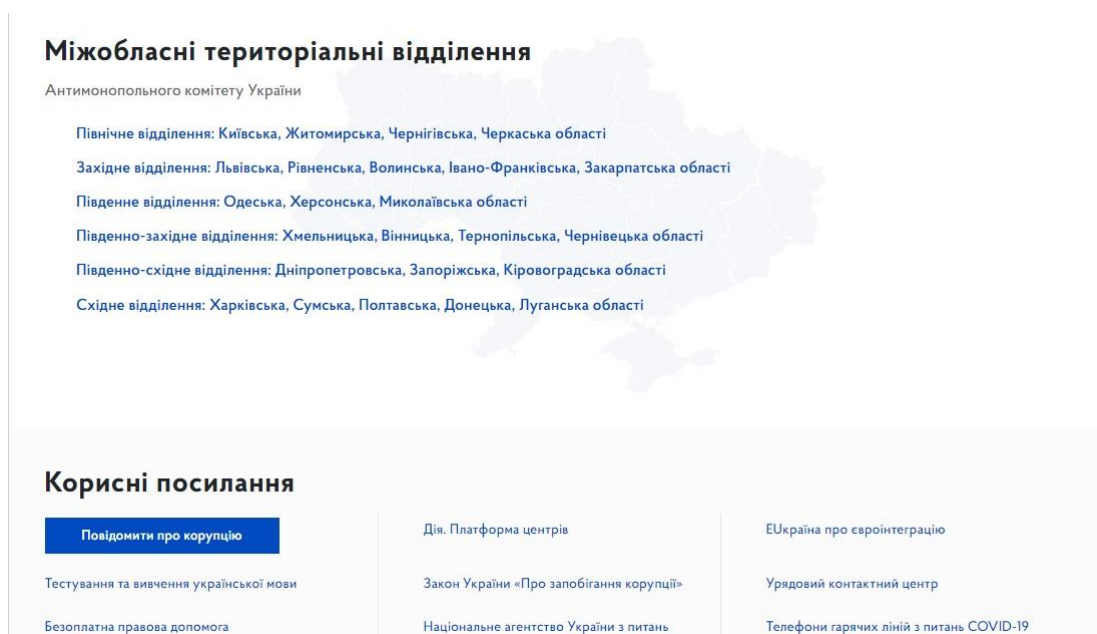 Міжобласні територіальні відділення
Антимонопольного комітету України
Північне відділення: Київська, Житомирська, Чернігівська, Черкаська області
Західне відділення: Львівська, Рівненська, Волинська, Івано-Франківська, Закарпатська області
Південне відділення: Одеська, Херсонська, Миколаївська області
Південно-західне відділення: Хмельницька, Вінницька, Тернопільська, Чернівецька області
Південно-східне відділення: Дніпропетровська, Запоріжська, Кіровоградська області
Східне відділення: Харківська, Сумська, Полтавська, Донецька, Луганська області
Корисні посилання
Повідомити про корупцію
Дія. Платформа центрів
EUкраїна про євроінтеграцію
Тестування та вивчення української мови
Закон України «Про запобігання корупції»
Урядовий контактний центр
Безоплатна правова допомога
Національне агентство України з питань
Телефони гарячих ліній з питань COVID-19